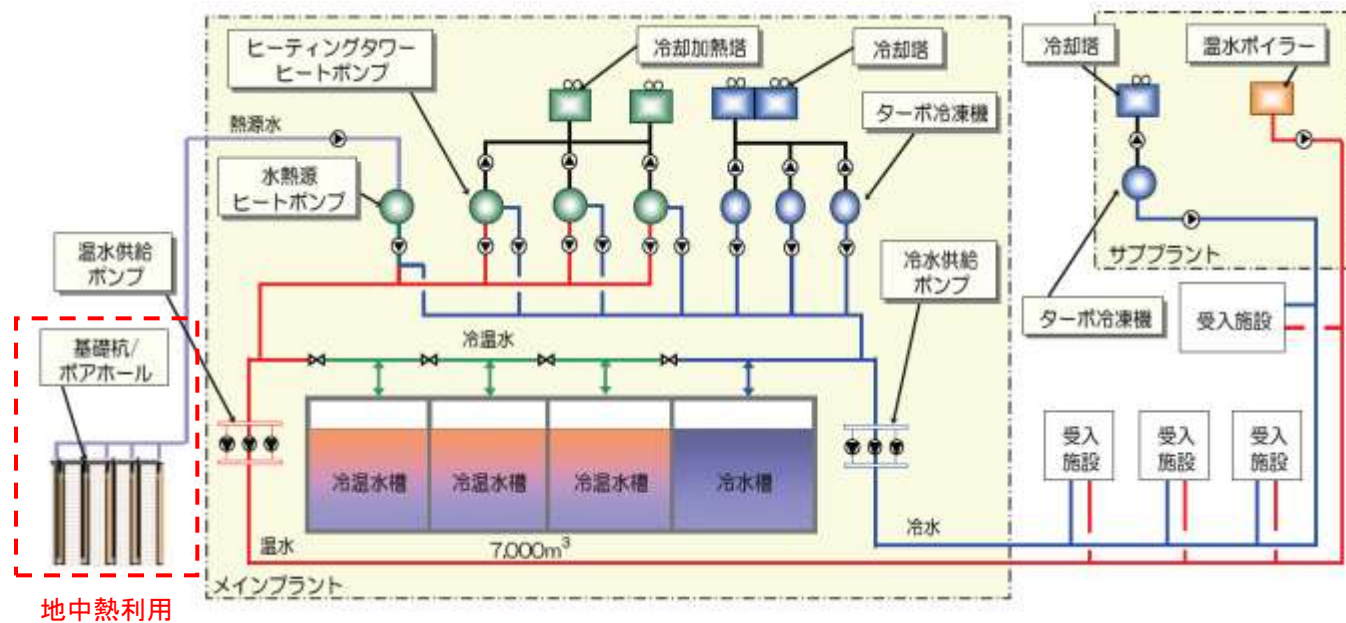 ヒーティングタワー
ヒートポンプ
冷却加熱塔
冷却塔
冷却塔
温水ボイラー
熱源水
ターボ冷凍機
水熱源
ヒートポンプ
温水供給
ポンプ
冷水供給
ポンプ
サブプラント
ターボ冷凍機
受入施設
基礎杭/
ボアホール
冷温水
受入
施設
受入
施設
受入
施設
冷温水槽
冷温水槽
冷温水槽
冷水槽
温水
7,000m³
冷水
メインプラント
地中熱利用